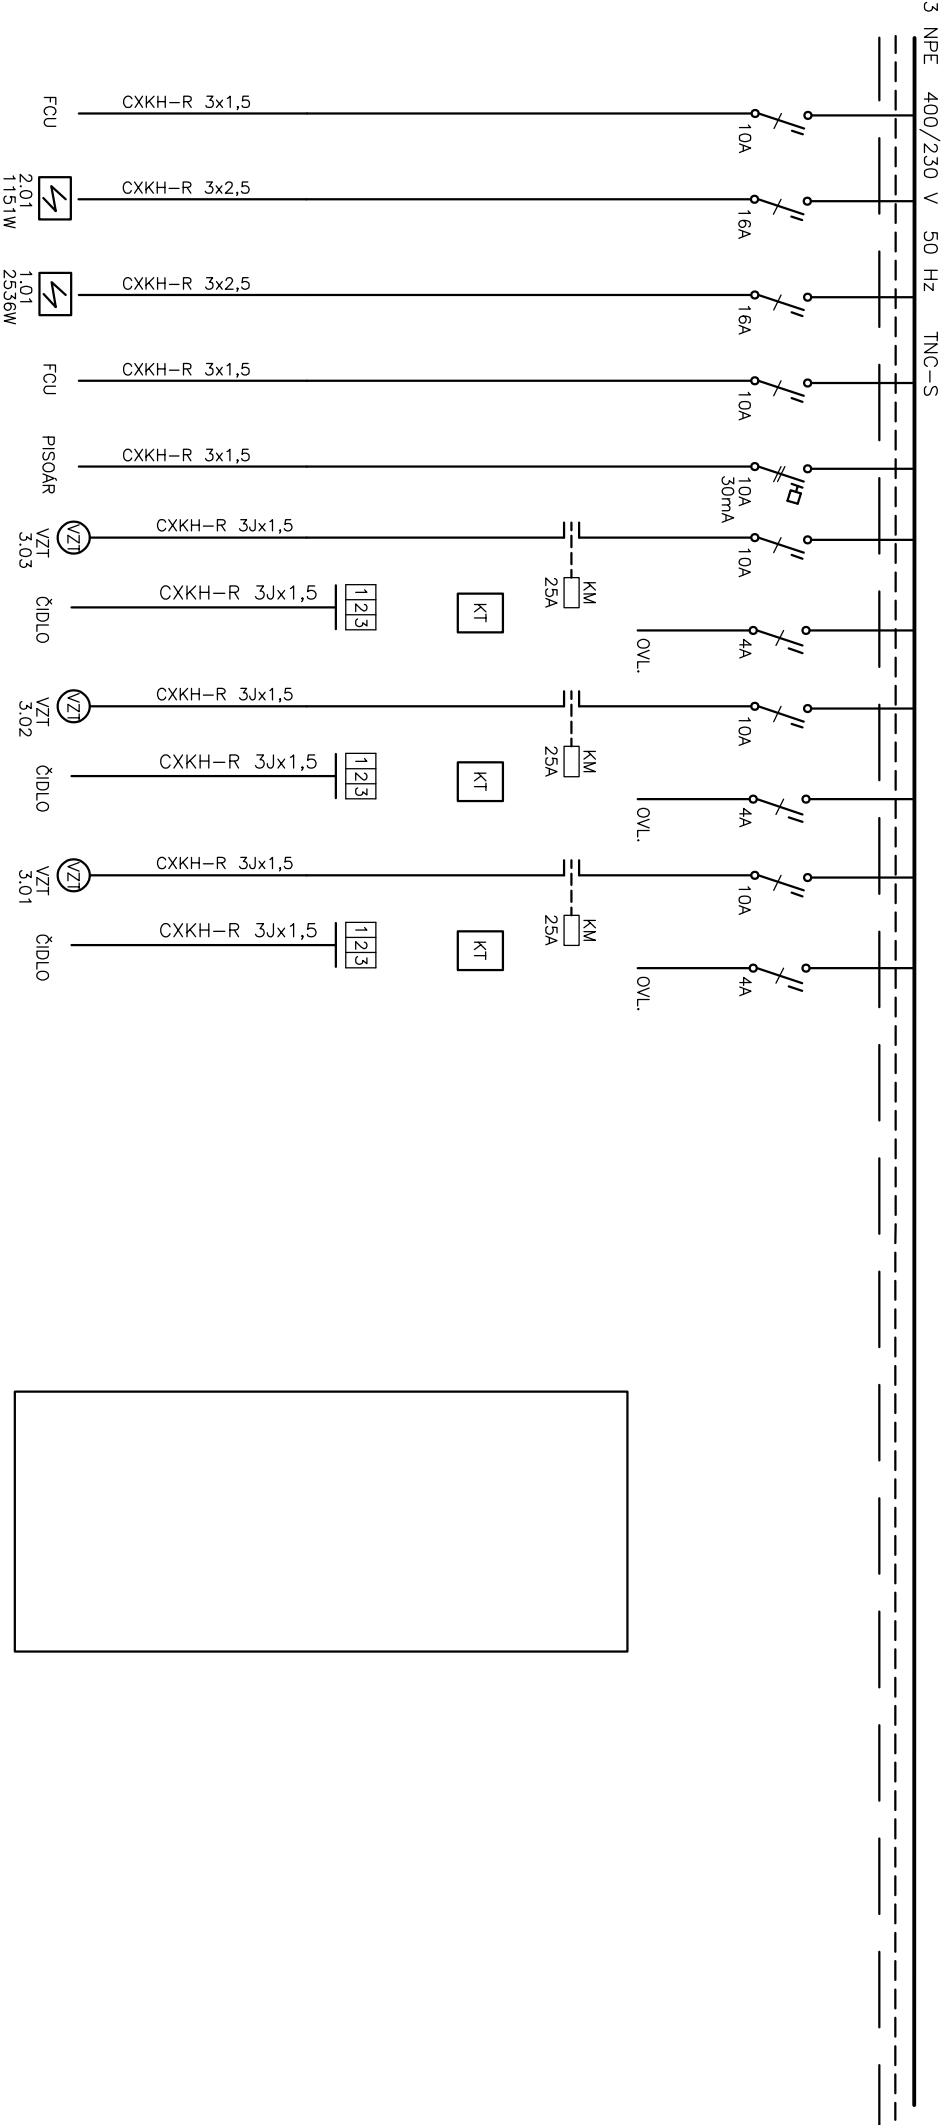 3 NPE 400/230 V 50 Hz TNC-S
CXKH-R 3x1,5
10A
FCU
CXKH-R 3x2,5
16A
2.01
1151W
CXKH-R 3x2,5
16A
1.01
2536W
CXKH-R 3x1,5
10A
FCU
CXKH-R 3x1,5
10A
30mA
PISOÁR
CXKH-R 3Jx1,5
10A
KM
25A
VZT
VZT
3.03
CXKH-R 3Jx1,5
1 2 3
KT
4A
OVL.
ČIDLO
CXKH-R 3Jx1,5
10A
KM
25A
VZT
VZT
3.02
CXKH-R 3Jx1,5
1 2 3
KT
4A
OVL.
ČIDLO
CXKH-R 3Jx1,5
10A
KM
25A
VZT
VZT
3.01
CXKH-R 3Jx1,5
1 2 3
KT
4A
OVL.
ČIDLO